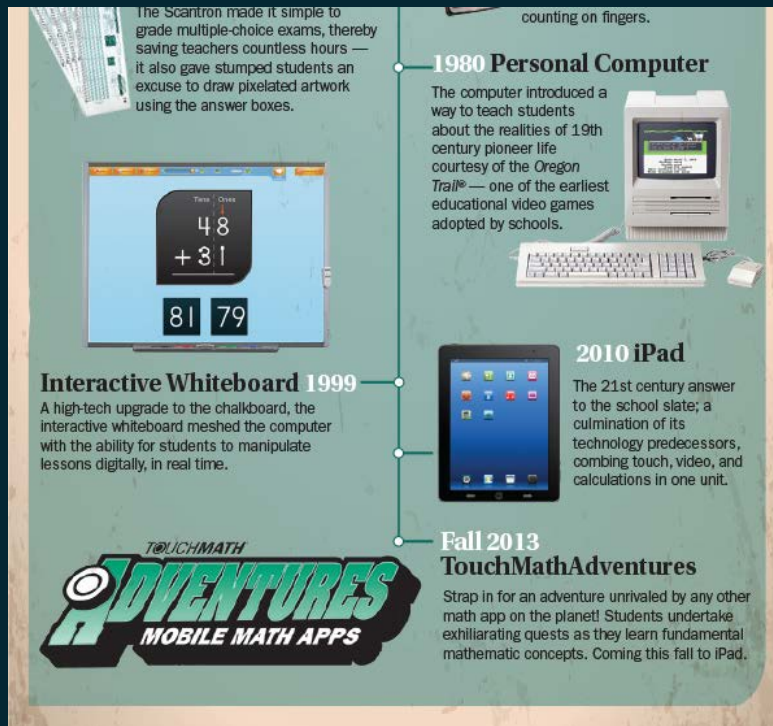 The Scantron made it simple to
grade multiple-choice exams, thereby
saving teachers countless hours —
it also gave stumped students an
excuse to draw pixelated artwork
using the answer boxes.
counting on fingers.
1980 Personal Computer
The computer introduced a
way to teach students
about the realities of 19th
century pioneer life
courtesy of the Oregon
Trail® — one of the earliest
educational video games
adopted by schools.
Tens Ones
48
+ 31
81 79
Interactive Whiteboard 1999
A high-tech upgrade to the chalkboard, the
interactive whiteboard meshed the computer
with the ability for students to manipulate
lessons digitally, in real time.
2010 iPad
The 21st century answer
to the school slate; a
culmination of its
technology predecessors,
combing touch, video, and
calculations in one unit.
TOUCHMATH
ADVENTURES
MOBILE MATH APPS
Fall 2013
TouchMathAdventures
Strap in for an adventure unrivaled by any other
math app on the planet! Students undertake
exhiliarating quests as they learn fundamental
mathematic concepts. Coming this fall to iPad.